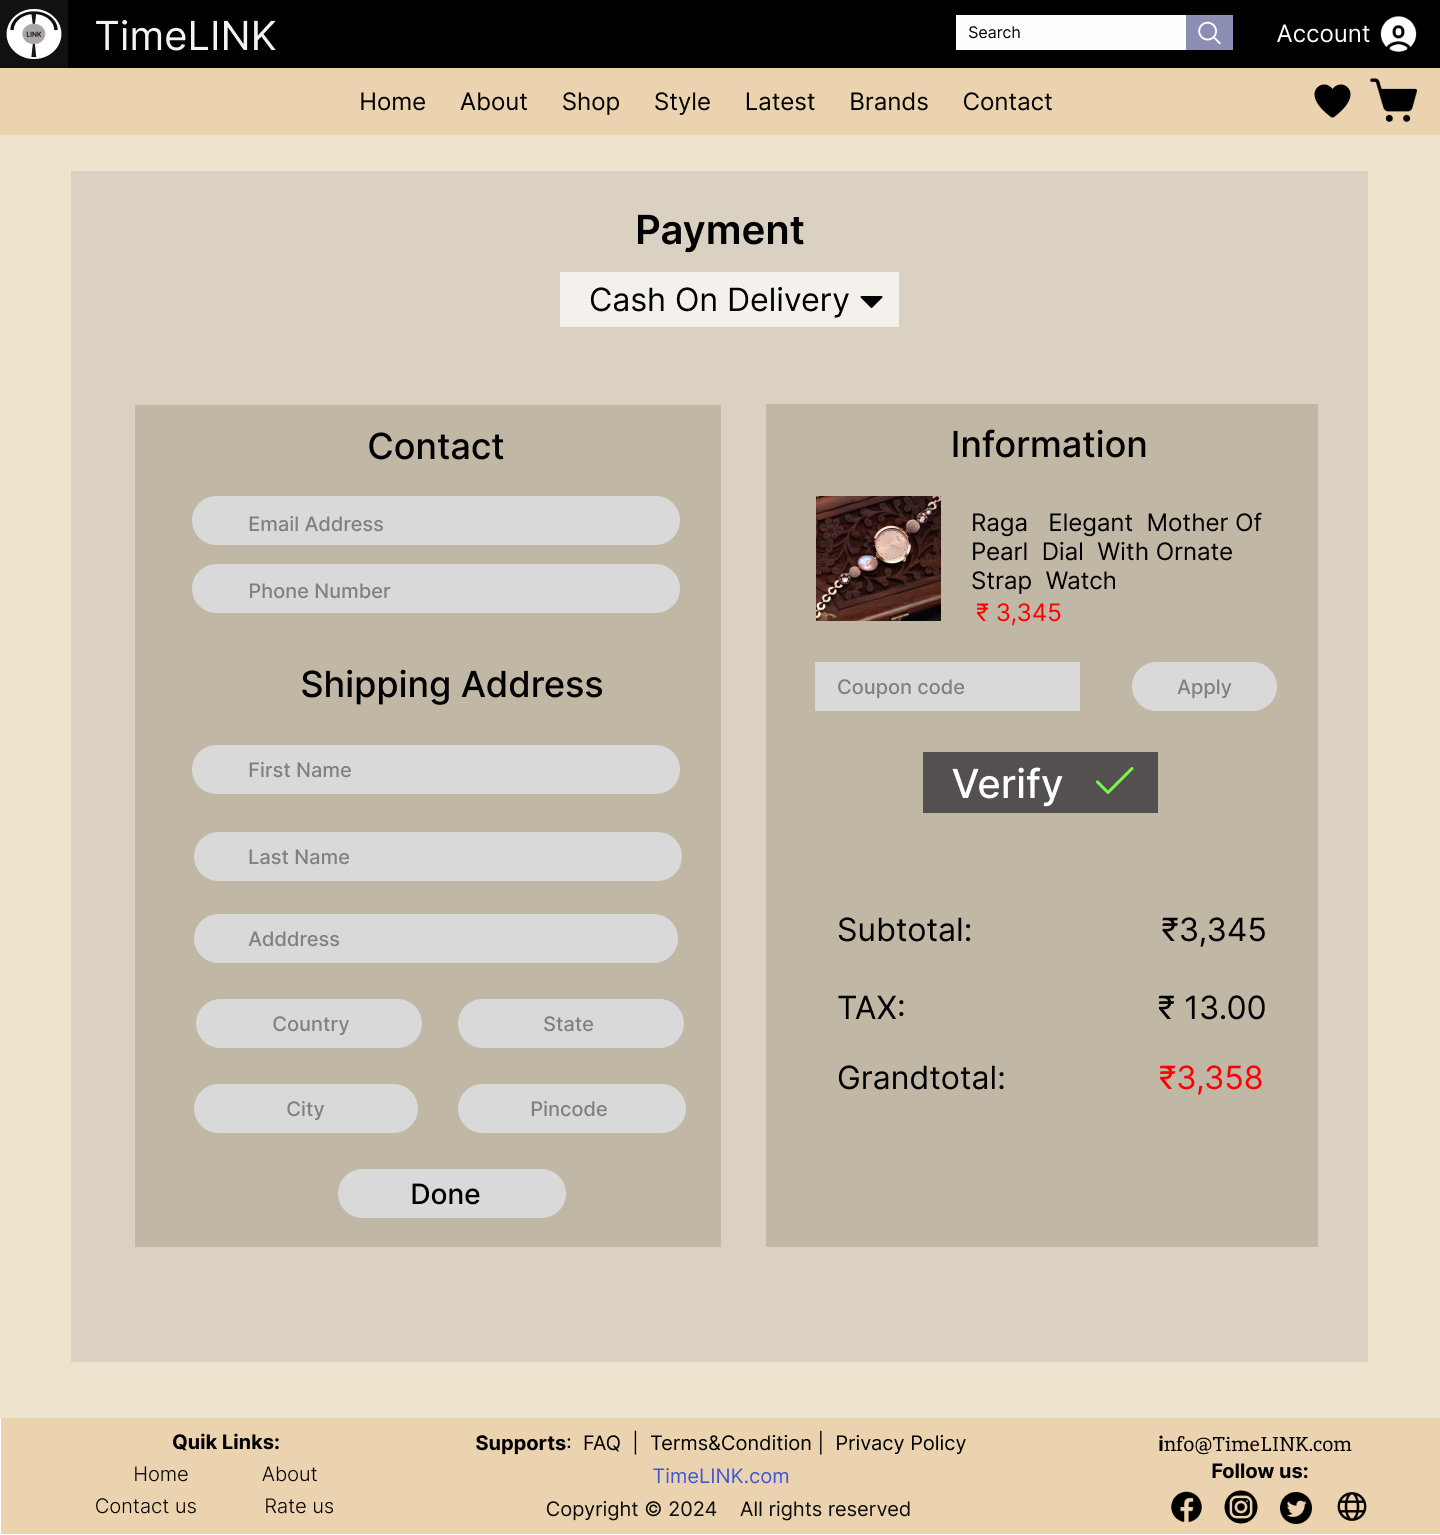 LINK
TimeLINK
Search
Account
Home About Shop Style Latest Brands Contact
Payment
Cash On Delivery
Contact
Email Address
Phone Number
Shipping Address
First Name
Last Name
Adddress
Country State
City Pincode
Done
Information
Raga Elegant Mother Of
Pearl Dial With Ornate
Strap Watch
₹ 3,345
Coupon code Apply
Verify
Subtotal: ₹3,345
TAX: ₹ 13.00
Grandtotal: ₹3,358
Quik Links:
Home About
Contact us Rate us
Supports: FAQ | Terms&Condition | Privacy Policy
TimeLINK.com
Copyright © 2024 All rights reserved
info@TimeLINK.com
Follow us: